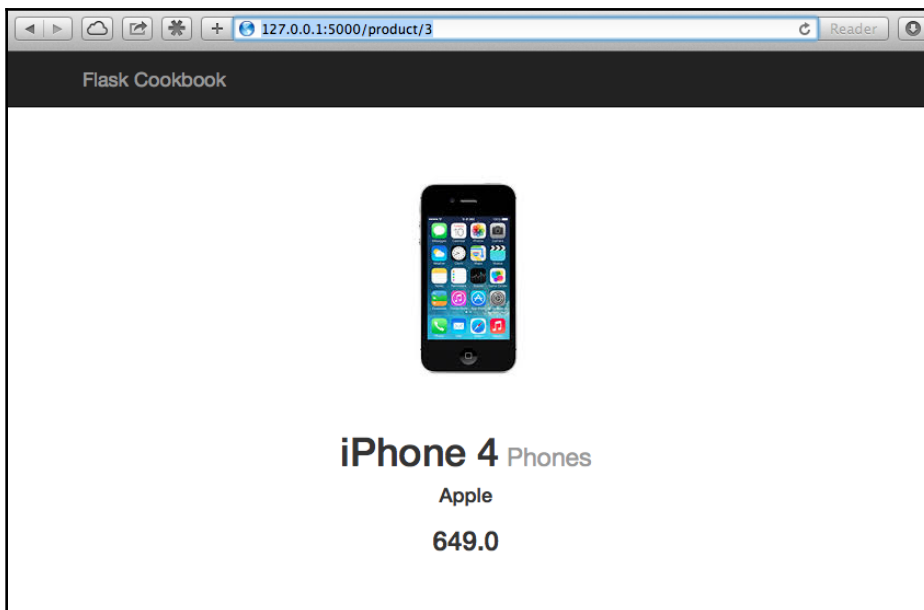 127.0.0.1:5000/product/3
Reader
Flask Cookbook
iPhone 4 Phones
Apple
649.0